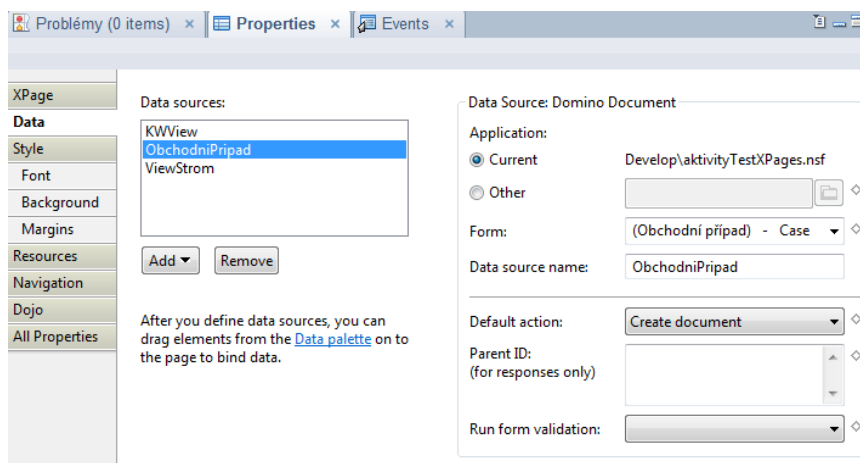 Problémy (0 items)
Properties
Events
XPage
Data
Style
Font
Background
Margins
Resources
Navigation
Dojo
All Properties
Data sources:
KWView
ObchodniPripad
ViewStrom
Add
Remove
After you define data sources, you can
drag elements from the Data palette on to
the page to bind data.
Data Source: Domino Document
Application:
Current Develop\aktivityTestXPages.nsf
Other
Form: (Obchodní případ) - Case
Data source name: ObchodniPripad
Default action: Create document
Parent ID:
(for responses only)
Run form validation: